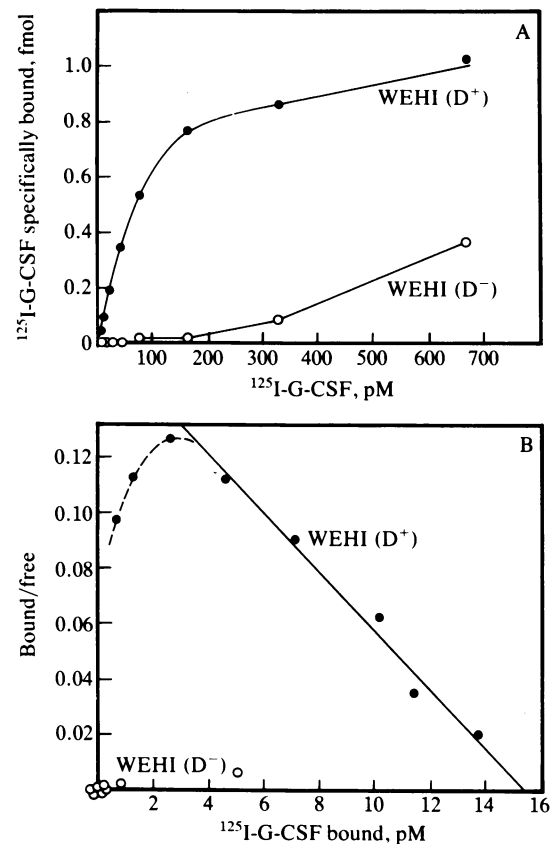 A
¹²⁵I-G-CSF specifically bound, fmol
1.0
0.8
0.6
0.4
0.2
0
WEHI (D⁺)
WEHI (D⁻)
100 200 300 400 500 600 700
¹²⁵I-G-CSF, pM
B
Bound/free
0.12
0.10
0.08
0.06
0.04
0.02
WEHI (D⁺)
WEHI (D⁻)
2 4 6 8 10 12 14 16
¹²⁵I-G-CSF bound, pM